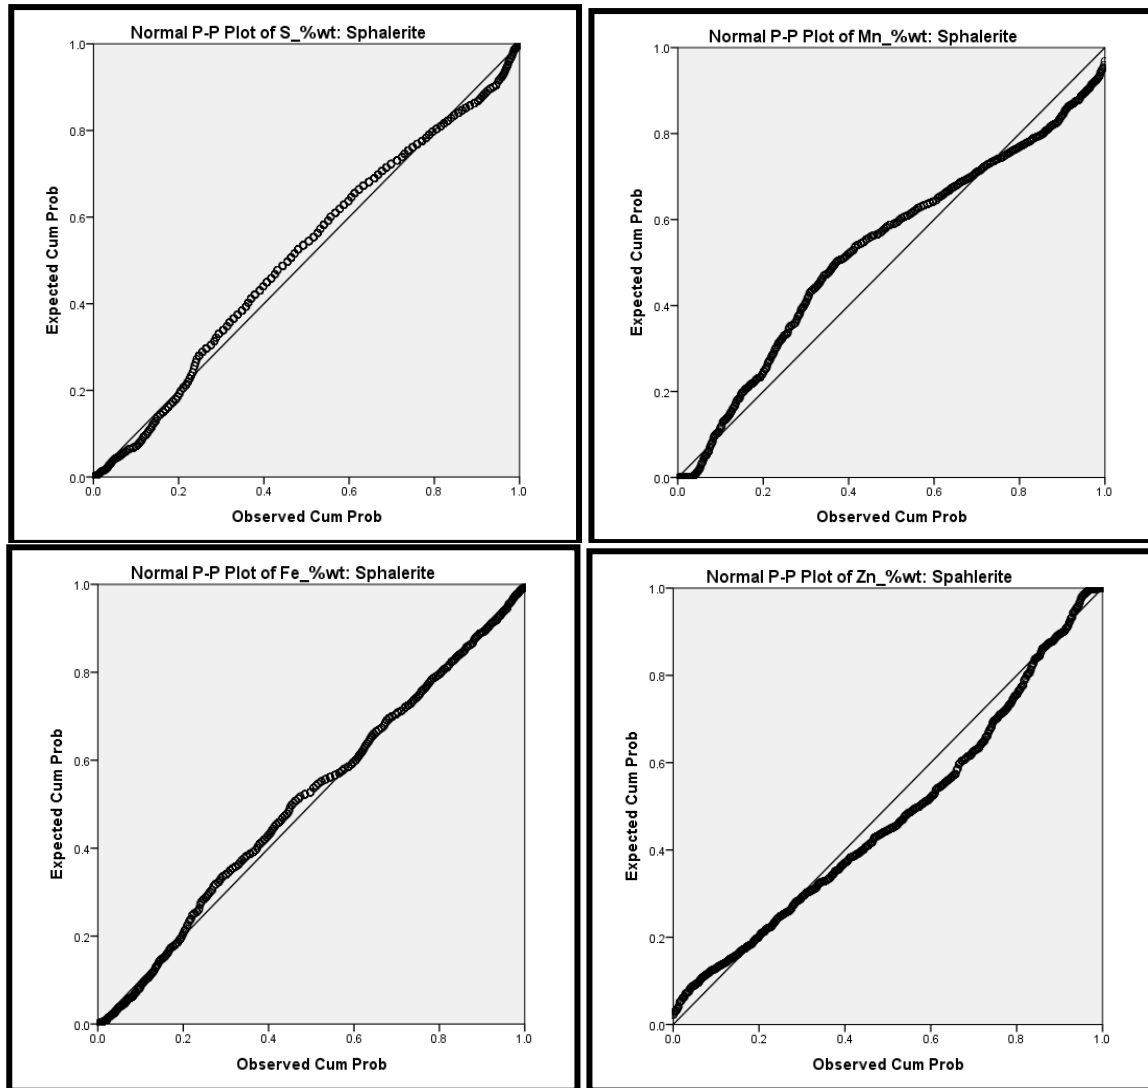 Normal P-P Plot of S_%wt: Sphalerite
1.0
0.8
0.6
0.4
0.2
0.0
Expected Cum Prob
0.0 0.2 0.4 0.6 0.8 1.0
Observed Cum Prob
Normal P-P Plot of Mn_%wt: Sphalerite
1.0
0.8
0.6
0.4
0.2
0.0
Expected Cum Prob
0.0 0.2 0.4 0.6 0.8 1.0
Observed Cum Prob
Normal P-P Plot of Fe_%wt: Sphalerite
1.0
0.8
0.6
0.4
0.2
0.0
Expected Cum Prob
0.0 0.2 0.4 0.6 0.8 1.0
Observed Cum Prob
Normal P-P Plot of Zn_%wt: Spahlerite
1.0
0.8
0.6
0.4
0.2
0.0
Expected Cum Prob
0.0 0.2 0.4 0.6 0.8 1.0
Observed Cum Prob